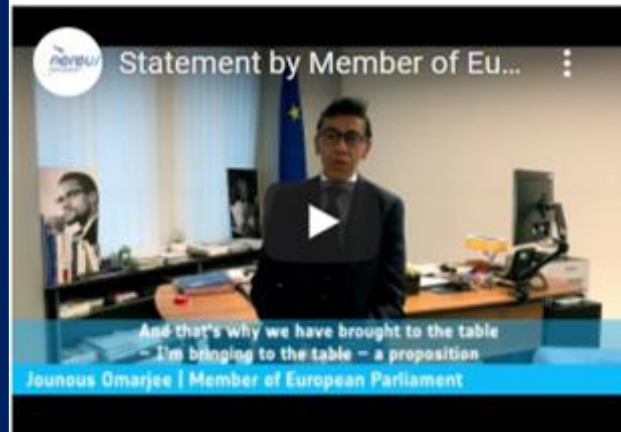 nereus
Statement by Member of Eu...
And that's why we have brought to the table
– I'm bringing to the table – a proposition
Jounous Omarjee | Member of European Parliament